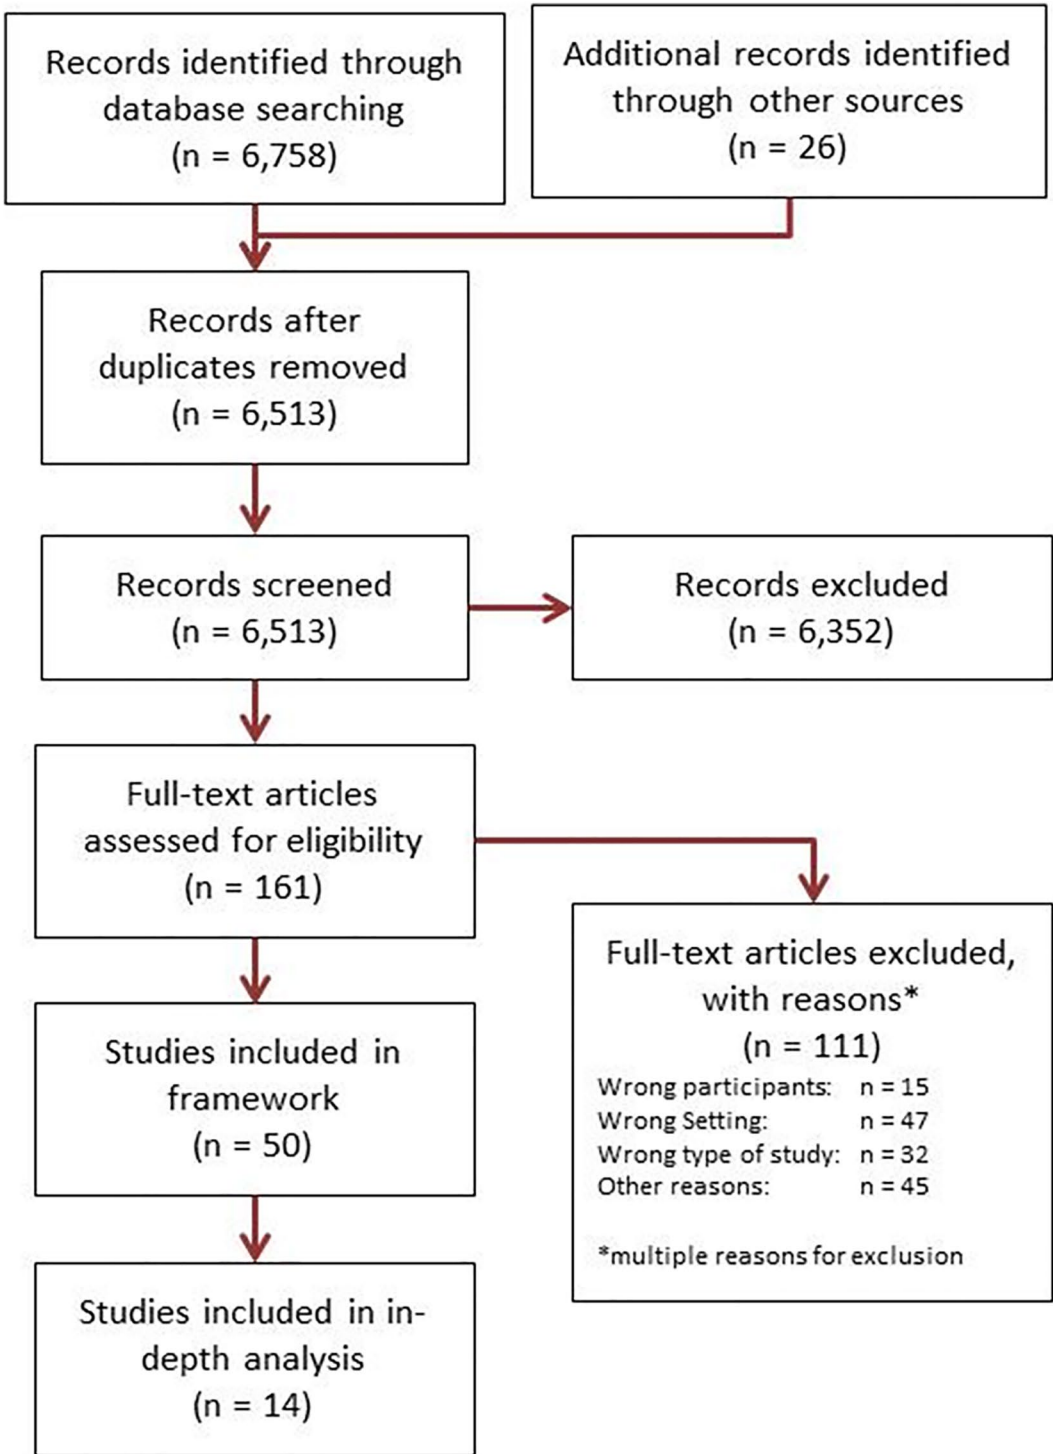 Records identified through
database searching
(n = 6,758)
Additional records identified
through other sources
(n = 26)
Records after
duplicates removed
(n = 6,513)
Records screened
(n = 6,513)
Records excluded
(n = 6,352)
Full-text articles
assessed for eligibility
(n = 161)
Full-text articles excluded,
with reasons*
(n = 111)
Wrong participants: n = 15
Wrong Setting: n = 47
Wrong type of study: n = 32
Other reasons: n = 45
*multiple reasons for exclusion
Studies included in
framework
(n = 50)
Studies included in in-
depth analysis
(n = 14)